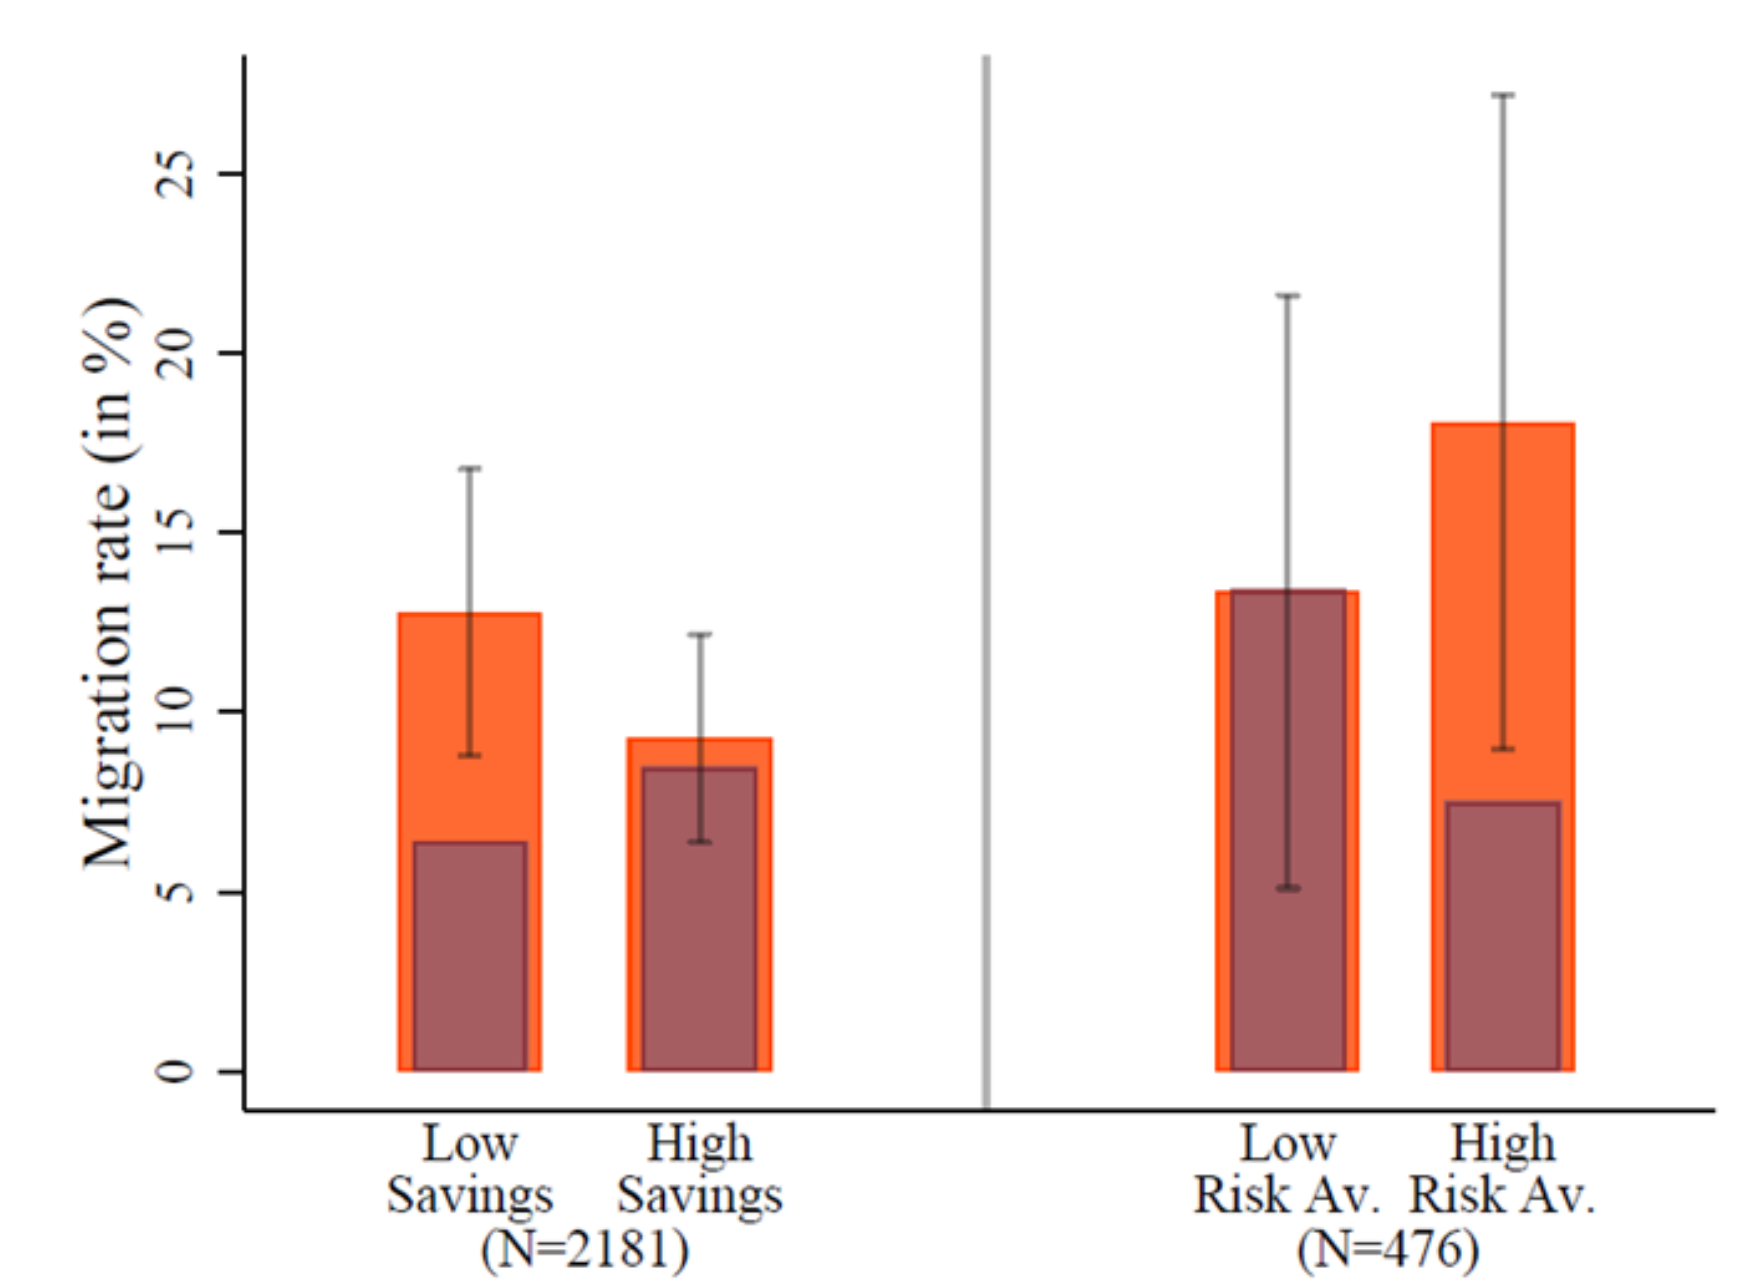 Migration rate (in %)
25
20
15
10
5
0
Low Savings
High Savings
(N=2181)
Low Risk Av.
High Risk Av.
(N=476)